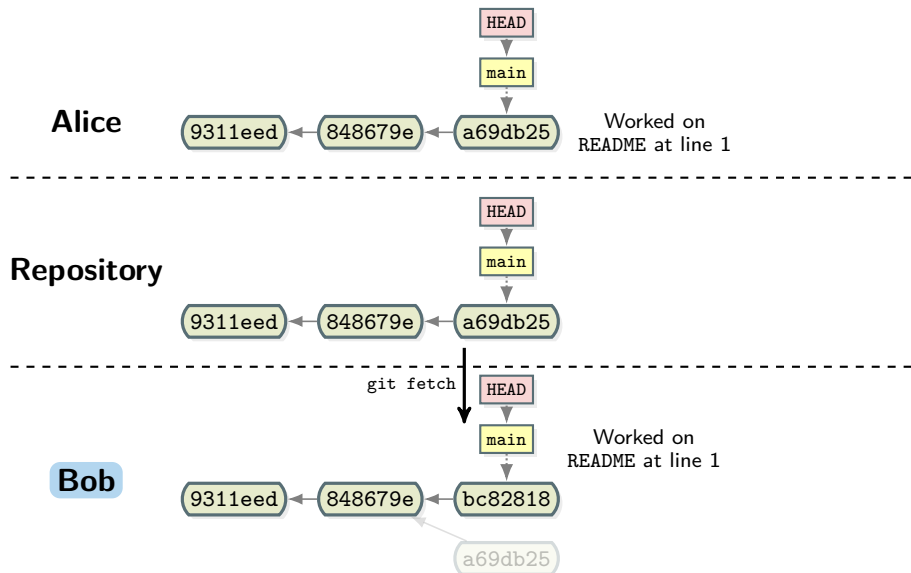 HEAD
main
Alice
9311eed 848679e a69db25
Worked on
README at line 1
HEAD
main
Repository
9311eed 848679e a69db25
git fetch
HEAD
main
Worked on
README at line 1
Bob
9311eed 848679e bc82818
a69db25